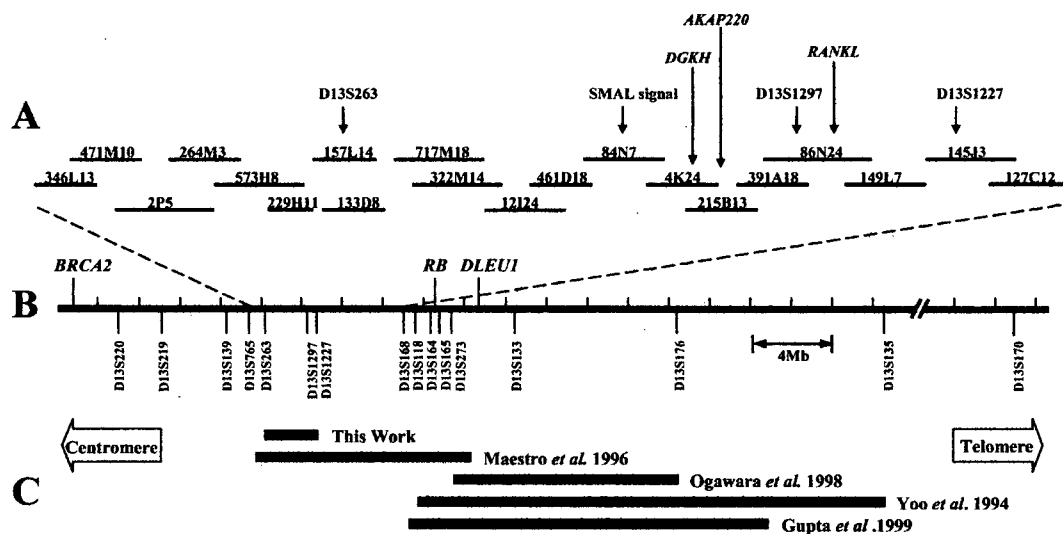 AKAP220
DGKH RANKL
D13S263 SMAL signal D13S1297 D13S1227
A
471M10 264M3 157L14 717M18 84N7 86N24 145J3
346L13 573H8 322M14 461D18 4K24 391A18 149L7 127C12
2P5 229H11 133D8 12I24 215B13
BRCA2 RB DLEU1
B
4Mb
D13S220 D13S219 D13S139 D13S765 D13S263 D13S1297 D13S1227 D13S168 D13S118 D13S164 D13S165 D13S273 D13S133 D13S176 D13S135 D13S170
Centromere This Work Telomere
Maestro et al. 1996
C
Ogawara et al. 1998
Yoo et al. 1994
Gupta et al .1999